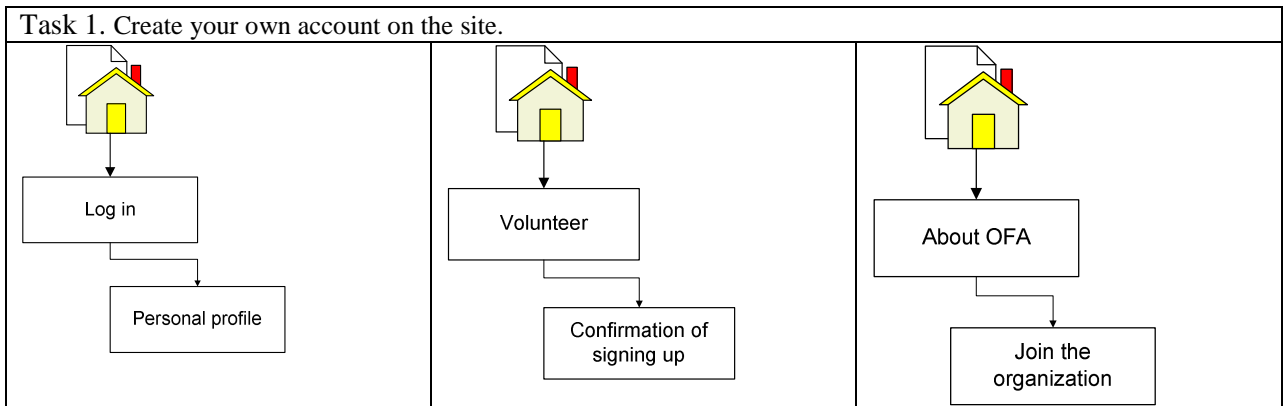 Task 1. Create your own account on the site.
Log in
Personal profile
Volunteer
Confirmation of
signing up
About OFA
Join the
organization